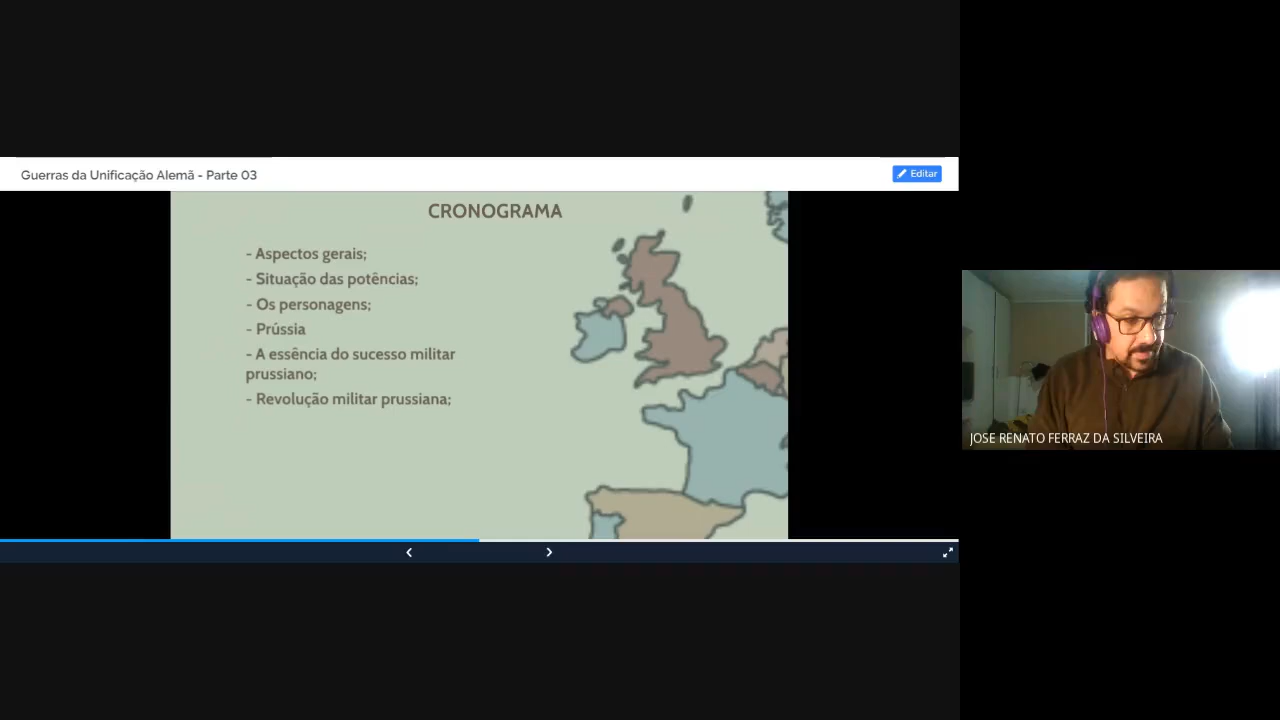 Guerras da Unificação Alemã - Parte 03
Editar
CRONOGRAMA
- Aspectos gerais;
- Situação das potências;
- Os personagens;
- Prússia
- A essência do sucesso militar
prussiano;
- Revolução militar prussiana;
JOSE RENATO FERRAZ DA SILVEIRA